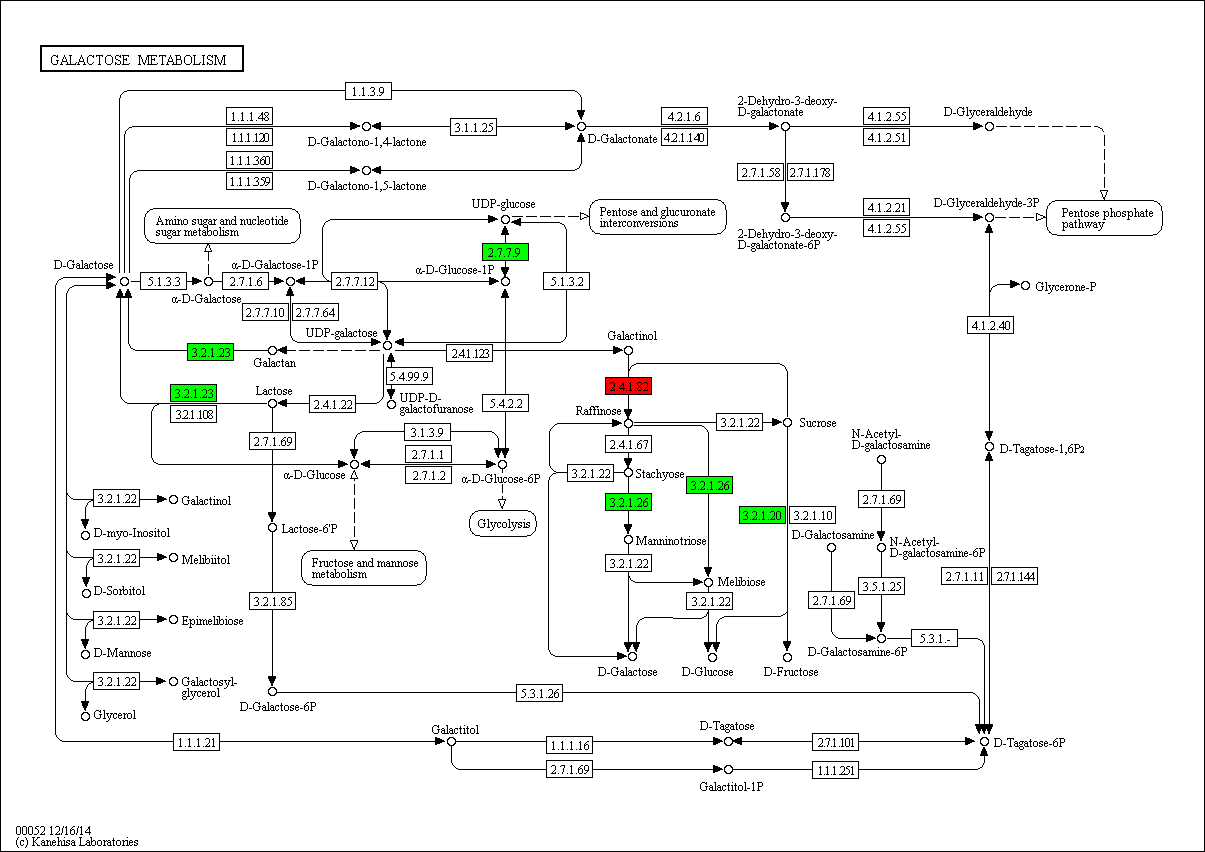 GALACTOSE METABOLISM
1.1.3.9
2-Dehydro-3-deoxy-
D-galactonate
1.1.1.48
4.2.1.6
4.1.2.55
D-Glyceraldehyde
3.1.1.25
1.1.1.120
D-Galactono-1,4-lactone
D-Galactonate
4.2.1.140
4.1.2.51
1.1.1.360
1.1.1.359
D-Galactono-1,5-lactone
2.7.1.58
2.7.1.178
UDP-glucose
4.1.2.21
D-Glyceraldehyde-3P
Amino sugar and nucleotide
sugar metabolism
Pentose and glucuronate
interconversions
Pentose phosphate
pathway
2-Dehydro-3-deoxy-
D-galactonate-6P
4.1.2.55
2.7.7.9
D-Galactose
α-D-Galactose-1P
α-D-Glucose-1P
5.1.3.3
2.7.1.6
2.7.7.12
5.1.3.2
Glycerone-P
α-D-Galactose
2.7.7.10
2.7.7.64
4.1.2.40
UDP-galactose
Galactinol
3.2.1.23
Galactan
2.4.1.123
5.4.99.9
2.4.1.82
3.2.1.23
Lactose
2.4.1.22
UDP-D-
galactofuranose
5.4.2.2
3.2.1.108
Raffinose
3.2.1.22
Sucrose
2.7.1.69
3.1.3.9
2.4.1.67
N-Acetyl-
D-galactosamine
D-Tagatose-1,6P2
2.7.1.1
α-D-Glucose
2.7.1.2
α-D-Glucose-6P
3.2.1.22
Stachyose
3.2.1.26
3.2.1.22
Galactinol
3.2.1.26
2.7.1.69
Glycolysis
3.2.1.20
3.2.1.10
D-myo-Inositol
Lactose-6'P
Manninotriose
D-Galactosamine
N-Acetyl-
D-galactosamine-6P
3.2.1.22
Melibiitol
Fructose and mannose
metabolism
3.2.1.22
2.7.1.11
2.7.1.144
D-Sorbitol
Melibiose
3.5.1.25
3.2.1.85
3.2.1.22
2.7.1.69
3.2.1.22
Epimelibiose
5.3.1.-
D-Mannose
D-Galactosamine-6P
D-Galactose
D-Glucose
D-Fructose
3.2.1.22
Galactosyl-
glycerol
5.3.1.26
Glycerol
D-Galactose-6P
Galactitol
D-Tagatose
1.1.1.21
1.1.1.16
2.7.1.101
D-Tagatose-6P
2.7.1.69
1.1.1.251
Galactitol-1P
00052 12/16/14
(c) Kanehisa Laboratories